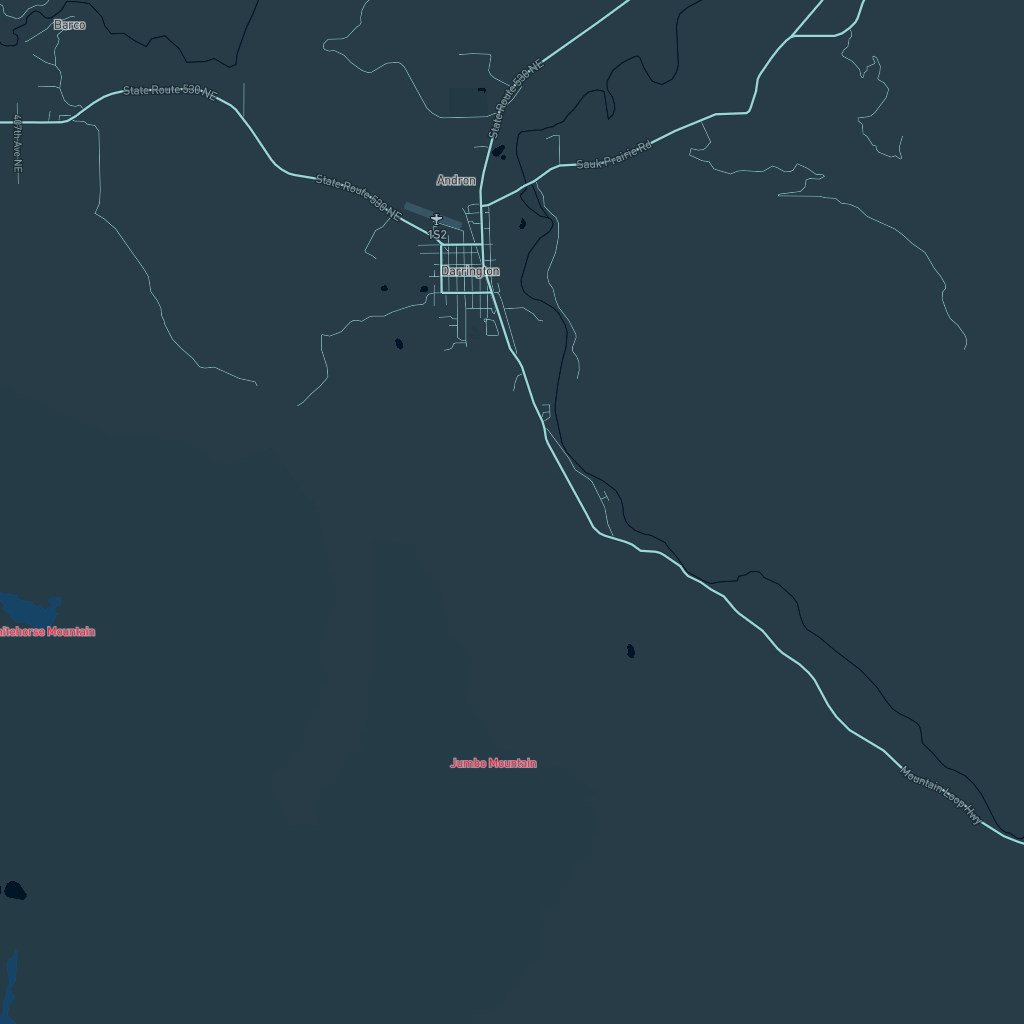 Barco
State Route 530 NE
State Route 530 NE
407th Ave NE
Sauk Prairie Rd
State Route 530 NE
Andron
1S2
Darrington
itehorse Mountain
Jumbo Mountain
Mountain Loop Hwy